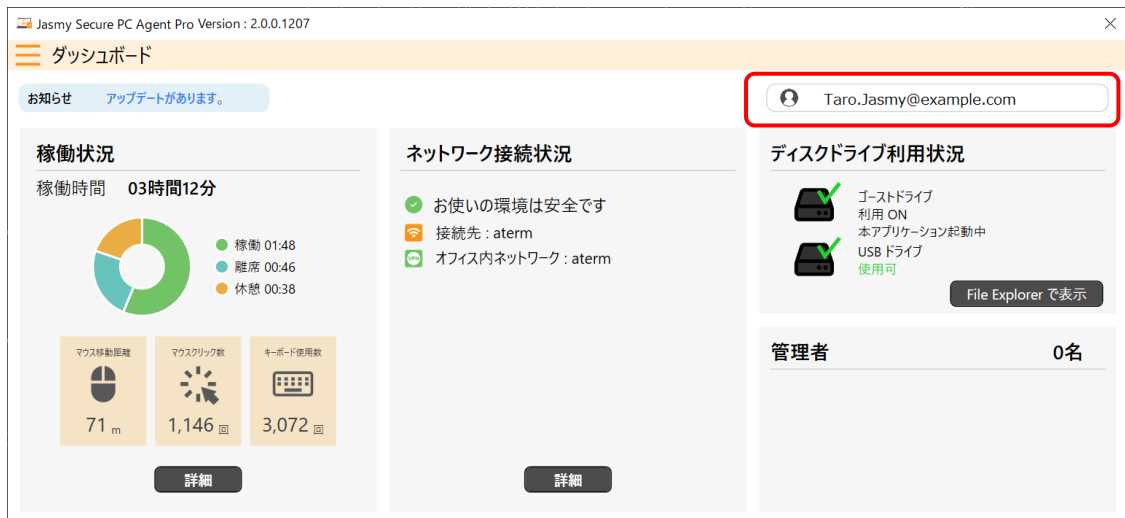 Jasmy Secure PC Agent Pro Version : 2.0.0.1207
ダッシュボード
お知らせ アップデートがあります。
Taro.Jasmy@example.com
稼働状況
稼働時間 03時間12分
稼働 01:48
離席 00:46
休憩 00:38
マウス移動距離
71 m
マウスクリック数
1,146 回
キーボード使用数
3,072 回
詳細
ネットワーク接続状況
お使いの環境は安全です
接続先 : aterm
VPN オフィス内ネットワーク : aterm
詳細
ディスクドライブ利用状況
ゴーストドライブ
利用 ON
本アプリケーション起動中
USB ドライブ
使用可
File Explorer で表示
管理者 0名